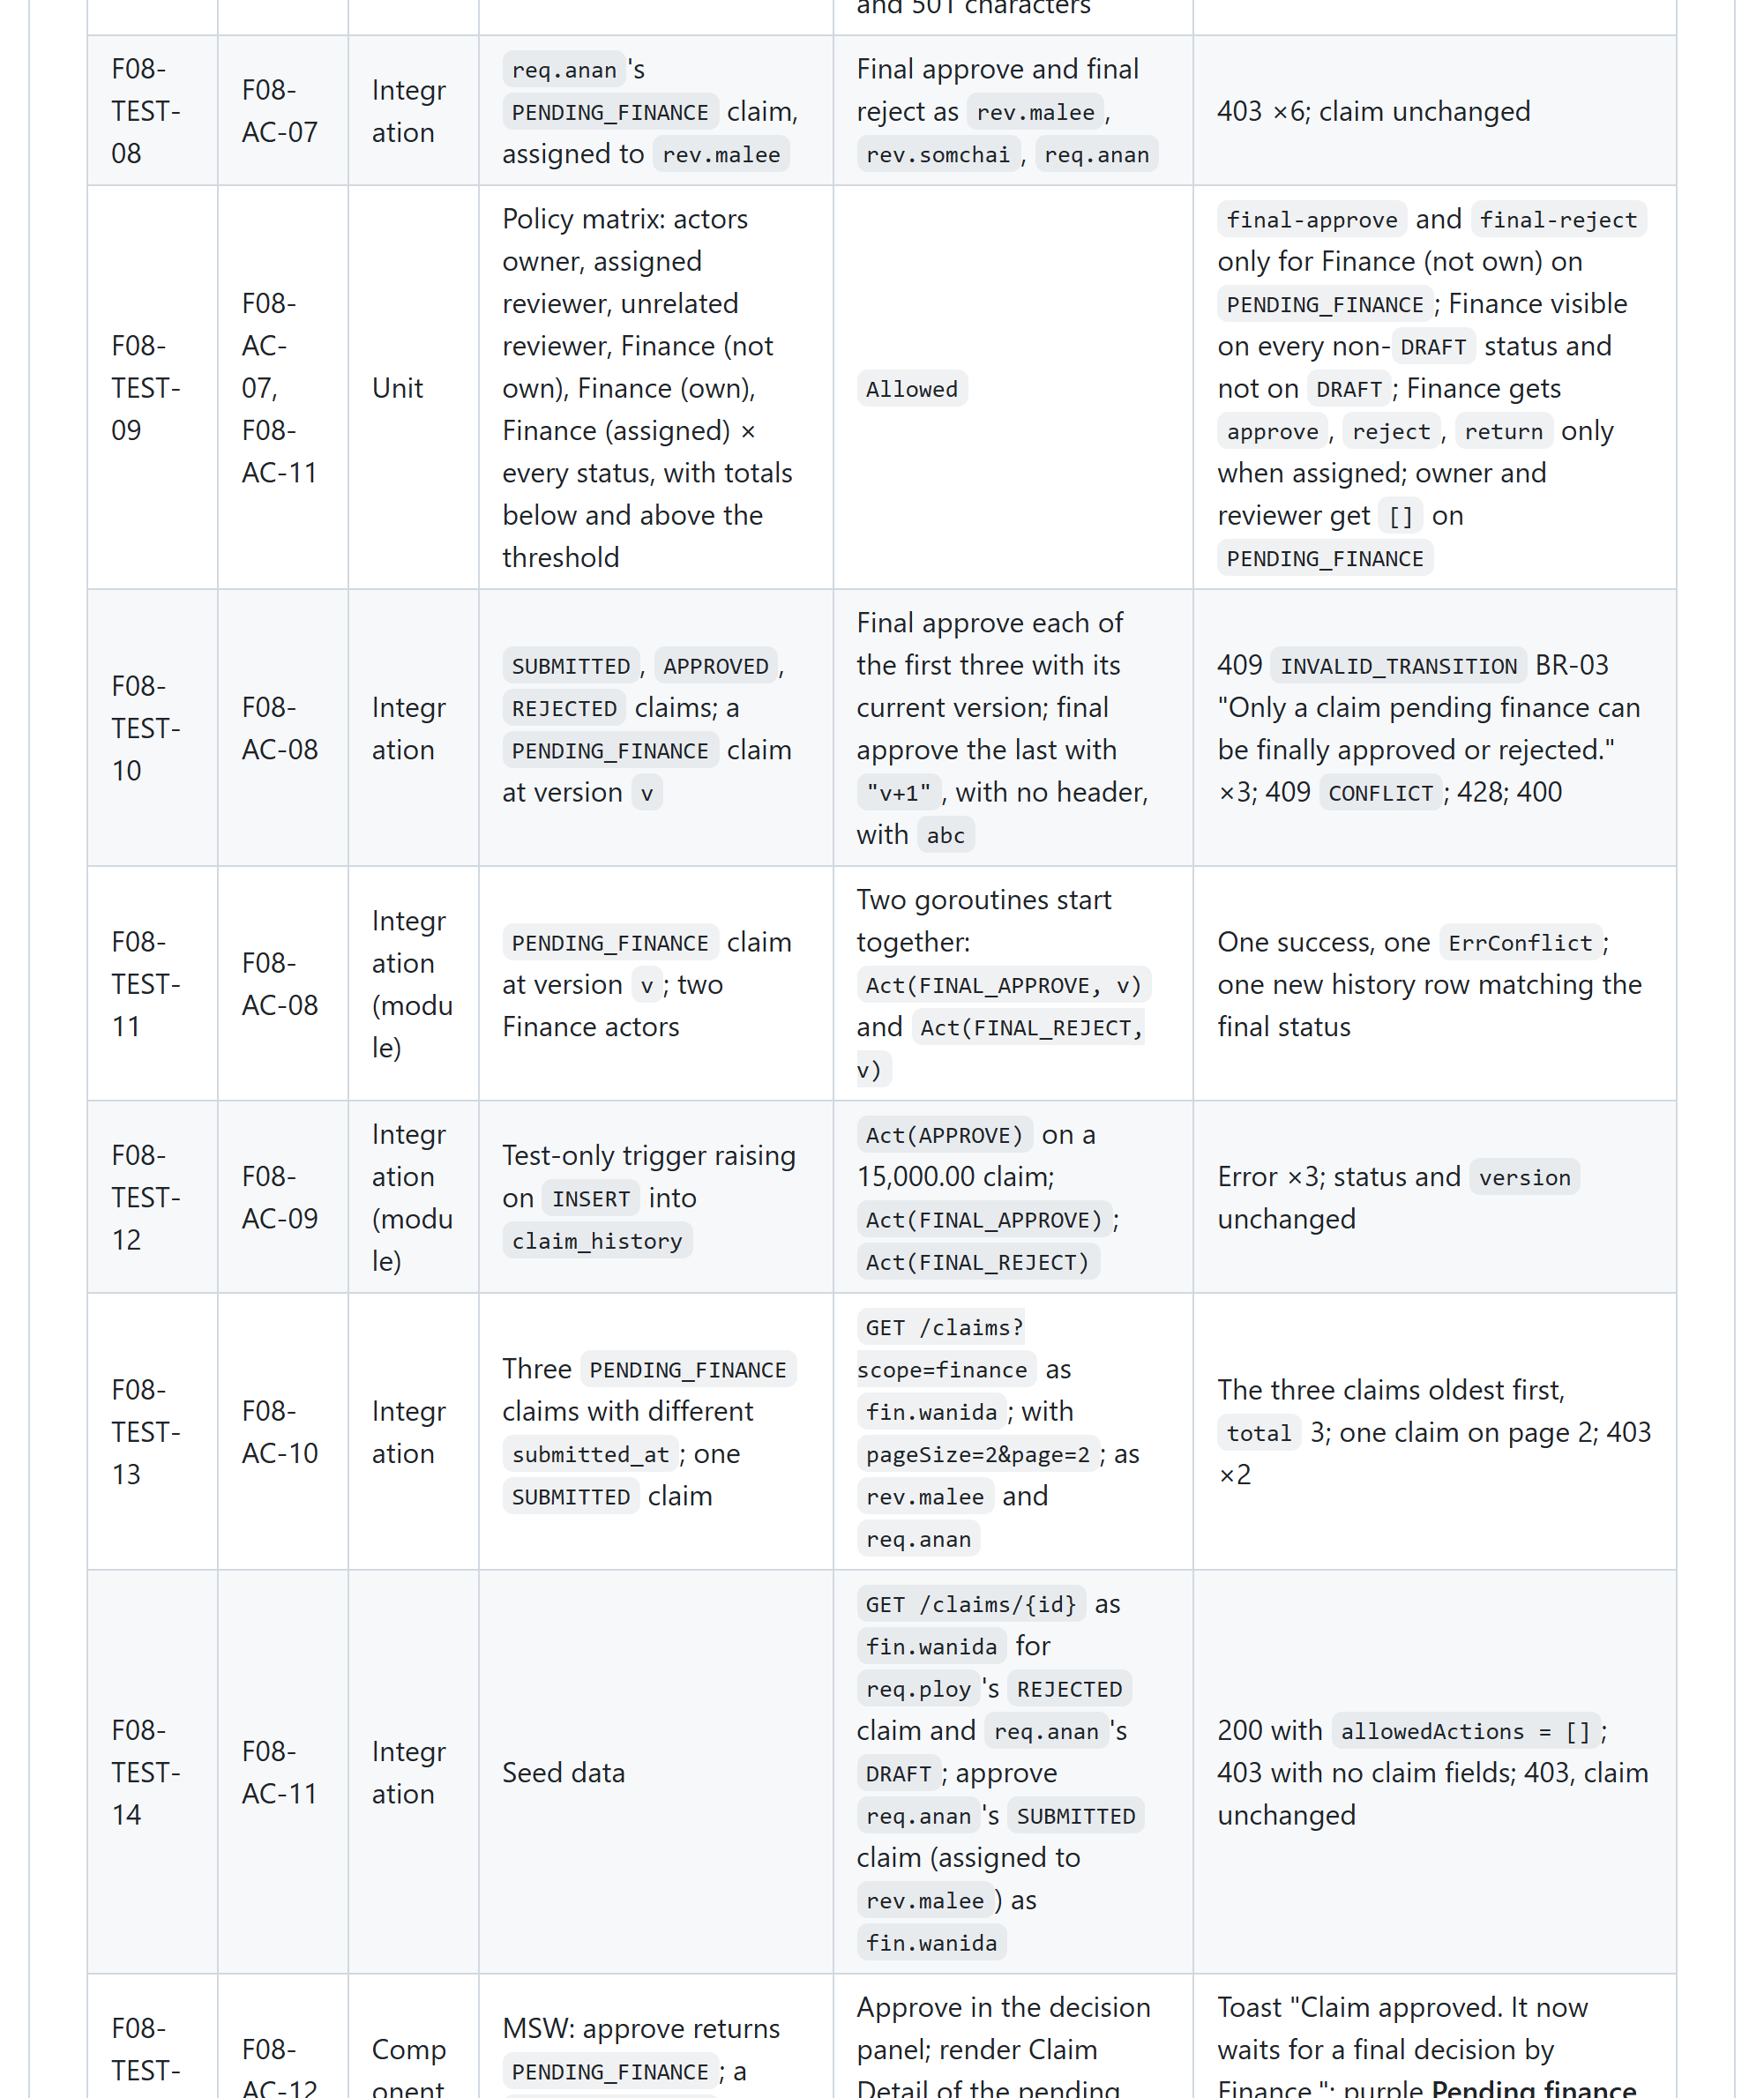 and 501 characters
F08-
TEST-
08
F08-
AC-07
Integr
ation
req.anan 's
PENDING_FINANCE claim,
assigned to rev.malee
Final approve and final
reject as rev.malee ,
rev.somchai , req.anan
403 ×6; claim unchanged
F08-
TEST-
09
F08-
AC-
07,
F08-
AC-11
Unit
Policy matrix: actors
owner, assigned
reviewer, unrelated
reviewer, Finance (not
own), Finance (own),
Finance (assigned) ×
every status, with totals
below and above the
threshold
Allowed
final-approve and final-reject
only for Finance (not own) on
PENDING_FINANCE ; Finance visible
on every non- DRAFT status and
not on DRAFT ; Finance gets
approve , reject , return only
when assigned; owner and
reviewer get [] on
PENDING_FINANCE
F08-
TEST-
10
F08-
AC-08
Integr
ation
SUBMITTED , APPROVED ,
REJECTED claims; a
PENDING_FINANCE claim
at version v
Final approve each of
the first three with its
current version; final
approve the last with
"v+1" , with no header,
with abc
409 INVALID_TRANSITION BR-03
"Only a claim pending finance can
be finally approved or rejected."
×3; 409 CONFLICT ; 428; 400
F08-
TEST-
11
F08-
AC-08
Integr
ation
(modu
le)
PENDING_FINANCE claim
at version v ; two
Finance actors
Two goroutines start
together:
Act(FINAL_APPROVE, v)
and Act(FINAL_REJECT,
v)
One success, one ErrConflict ;
one new history row matching the
final status
F08-
TEST-
12
F08-
AC-09
Integr
ation
(modu
le)
Test-only trigger raising
on INSERT into
claim_history
Act(APPROVE) on a
15,000.00 claim;
Act(FINAL_APPROVE) ;
Act(FINAL_REJECT)
Error ×3; status and version
unchanged
F08-
TEST-
13
F08-
AC-10
Integr
ation
Three PENDING_FINANCE
claims with different
submitted_at ; one
SUBMITTED claim
GET /claims?
scope=finance as
fin.wanida ; with
pageSize=2&page=2 ; as
rev.malee and
req.anan
The three claims oldest first,
total 3; one claim on page 2; 403
×2
F08-
TEST-
14
F08-
AC-11
Integr
ation
Seed data
GET /claims/{id} as
fin.wanida for
req.ploy 's REJECTED
claim and req.anan 's
DRAFT ; approve
req.anan 's SUBMITTED
claim (assigned to
rev.malee ) as
fin.wanida
200 with allowedActions = [] ;
403 with no claim fields; 403, claim
unchanged
F08-
TEST-
F08-
AC-12
Comp
onent
MSW: approve returns
PENDING_FINANCE ; a
Approve in the decision
panel; render Claim
Detail of the pending
Toast "Claim approved. It now
waits for a final decision by
Finance."; purple Pending finance